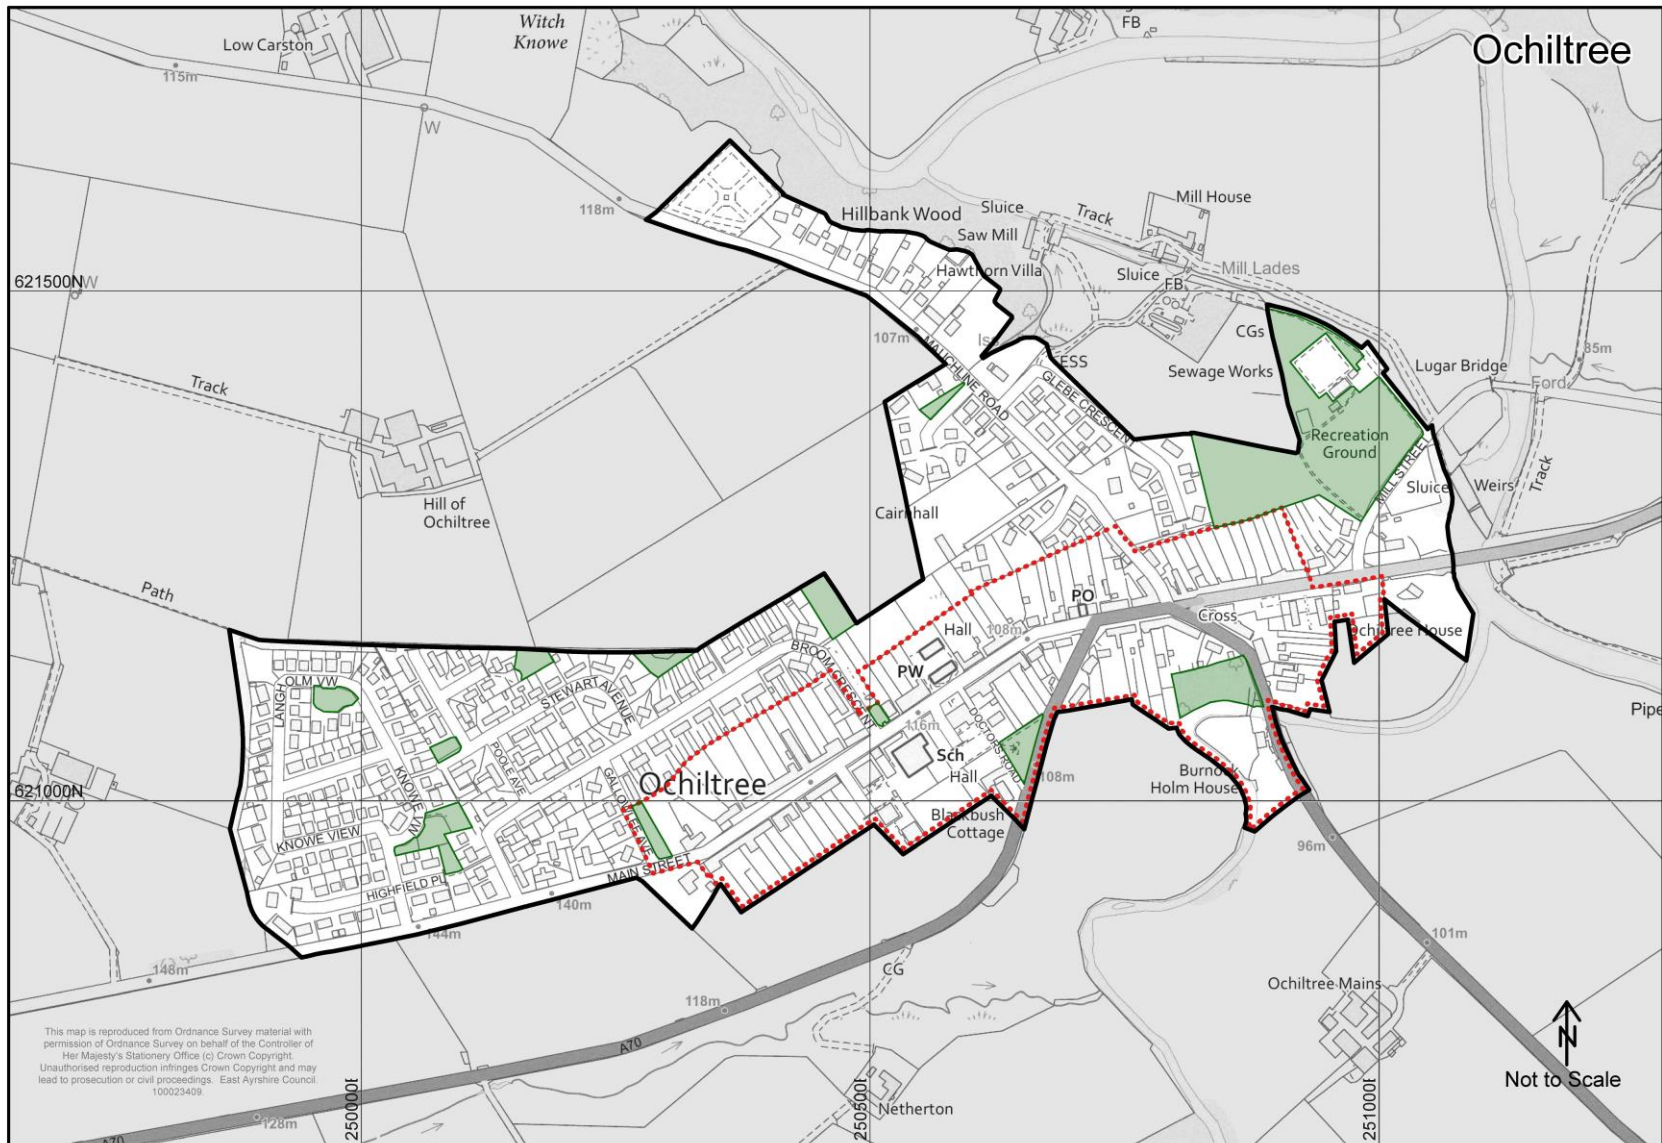 Ochiltree
Witch
Knowe
FB
Low Carston
115m
W
118m
Hillbank Wood
Sluice
Saw Mill
Track
Mill House
Hawthorn Villa
Sluice
FB
Mill Lades
621500N
W
CGs
107m
Iss
ESS
Sewage Works
Lugar Bridge
85m
Ford
MAUCHLINE ROAD
GLEBE CRESCENT
Track
Recreation
Ground
MILL STREET
Sluice
Weirs
Track
Hill of
Ochiltree
Cairnhall
Path
PO
Cross
Hall
108m
Ochiltree House
BROOM CRESCENT
PW
LANGHOLM VW
STEWART AVENUE
116m
DOCTORS ROAD
Pipe
POOLE AVE
Sch
Hall
108m
KNOWE VW
GALLOWLEE AVE
Ochiltree
Burnock
Holm House
621000N
Blackbush
Cottage
KNOWE VIEW
96m
MAIN STREET
HIGHFIELD PL
140m
144m
101m
148m
CG
Ochiltree Mains
118m
N
Not to Scale
This map is reproduced from Ordnance Survey material with
permission of Ordnance Survey on behalf of the Controller of
Her Majesty's Stationery Office (c) Crown Copyright.
Unauthorised reproduction infringes Crown Copyright and may
lead to prosecution or civil proceedings. East Ayrshire Council.
100023409.
A70
Netherton
128m
A70